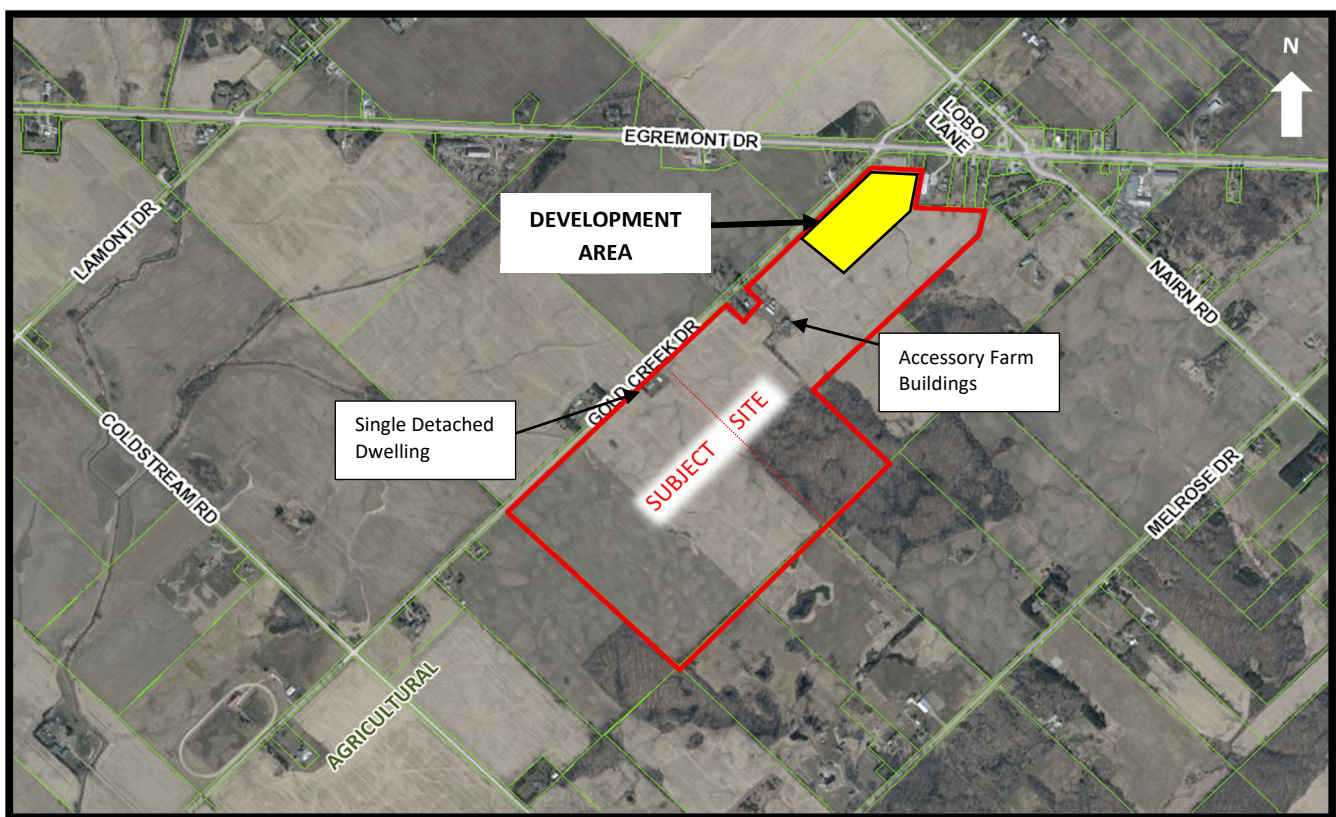 N
LOBO
LANE
EGREMONT DR
DEVELOPMENT
AREA
LAMONT DR
NAIRN RD
GOLD CREEK DR
Accessory Farm
Buildings
Single Detached
Dwelling
SUBJECT SITE
COLDSTREAM RD
MELROSE DR
AGRICULTURAL